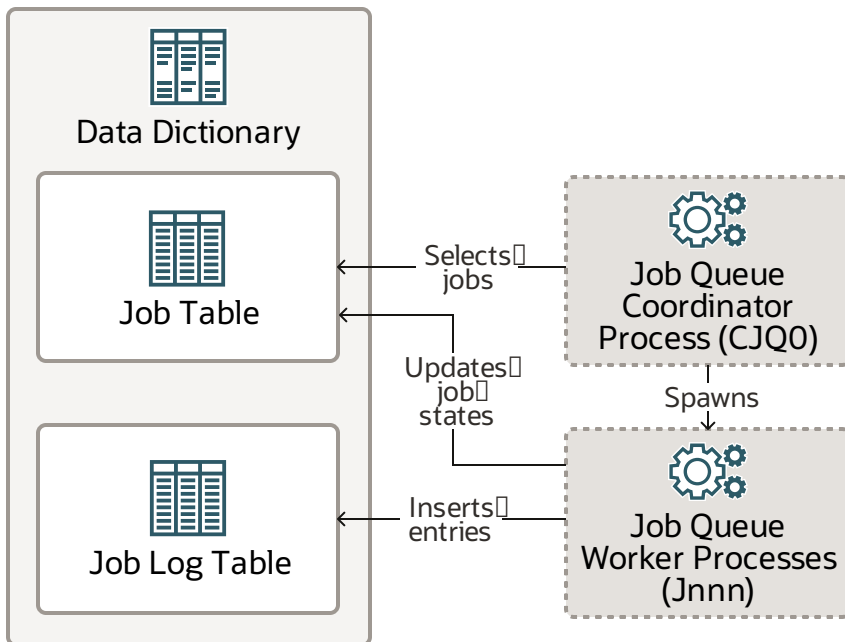 Data Dictionary
Job Table
Job Log Table
Selects▯
jobs
Updates▯
job▯
states
Inserts▯
entries
Job Queue
Coordinator
Process (CJQ0)
Spawns
Job Queue
Worker Processes
(Jnnn)